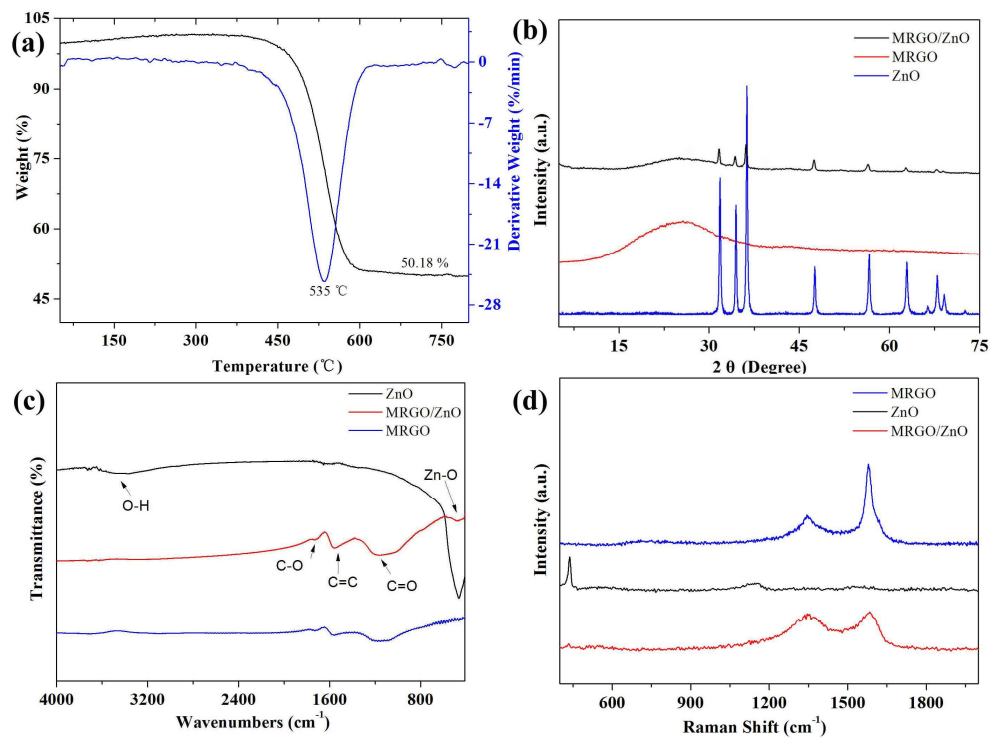 (a)
105
90
75
60
45
Weight (%)
0
-7
-14
-21
-28
Derivative Weight (%/min)
50.18 %
535 ℃
150
300
450
600
750
Temperature (℃)
(b)
MRGO/ZnO
MRGO
ZnO
Intensity (a.u.)
15
30
45
60
75
2 θ (Degree)
(c)
ZnO
MRGO/ZnO
MRGO
Zn-O
O-H
C-O
C=C
C=O
Transmittance (%)
4000
3200
2400
1600
800
Wavenumbers (cm-1)
(d)
MRGO
ZnO
MRGO/ZnO
Intensity (a.u.)
600
900
1200
1500
1800
Raman Shift (cm-1)